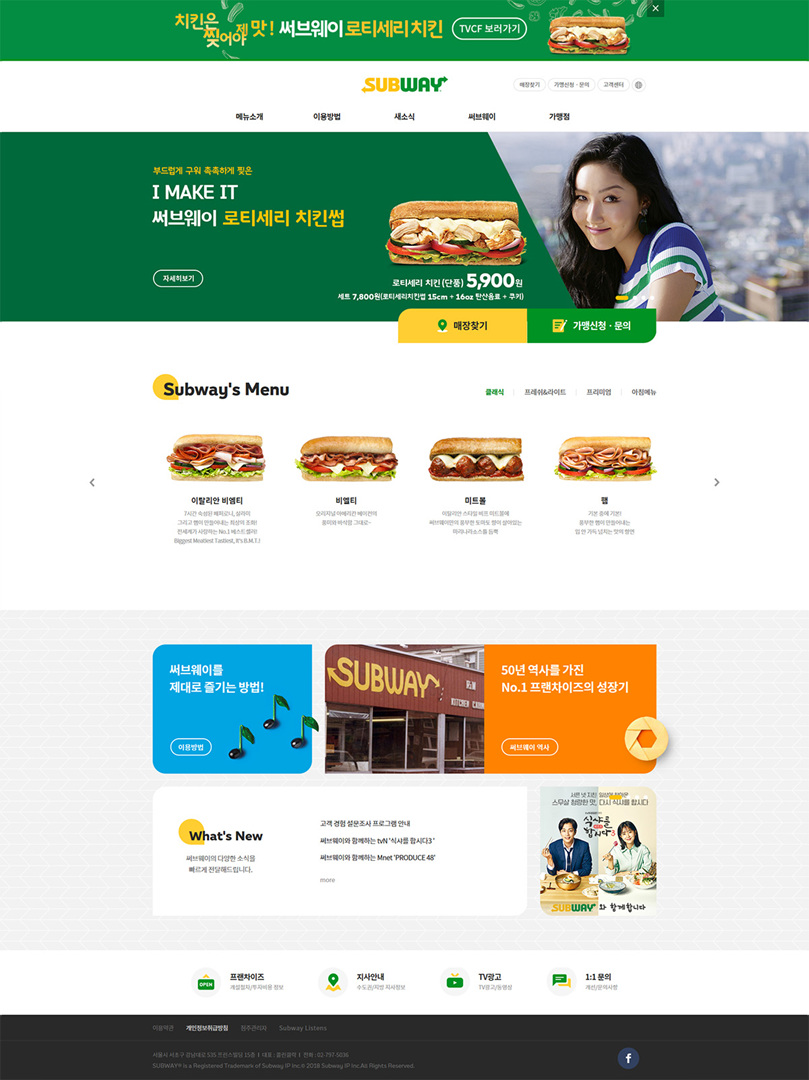 치킨은
찢어야
제맛! 써브웨이 로티세리 치킨
TVCF 보러가기
SUBWAY
매장찾기
가맹신청 · 문의
고객센터
메뉴소개
이용방법
새소식
써브웨이
가맹점
부드럽게 구워 촉촉하게 찢은
I MAKE IT
써브웨이 로티세리 치킨썹
자세히보기
로티세리 치킨 (단품) 5,900원
세트 7,800원(로티세리치킨썹 15cm + 16oz 탄산음료 + 쿠키)
매장찾기
가맹신청 · 문의
Subway's Menu
클래식
프레쉬&라이트
프리미엄
아침메뉴
이탈리안 비엠티
7시간 숙성된 페퍼로니, 살라미
그리고 햄이 만들어내는 최상의 조화!
전세계가 사랑하는 No.1 베스트셀러!
Biggest Meatiest Tastiest, It's B.M.T.!
비엘티
오리지널 아메리칸 베이컨의
풍미와 바삭함 그대로~
미트볼
이탈리안 스타일 비프 미트볼에
써브웨이만의 풍부한 토마토 향이 살아있는
마리나라소스를 듬뿍
햄
기본 중에 기본!
풍부한 햄이 만들어내는
입 안 가득 넘치는 맛의 향연
써브웨이를
제대로 즐기는 방법!
이용방법
SUBWAY
50년 역사를 가진
No.1 프랜차이즈의 성장기
써브웨이 역사
What's New
써브웨이의 다양한 소식을
빠르게 전달해드립니다.
고객 경험 설문조사 프로그램 안내
써브웨이와 함께하는 tvN '식사를 합시다3'
써브웨이와 함께하는 Mnet 'PRODUCE 48'
more
스무살 청량한 맛, 다시 식사를 합시다
식사를
합시다3
SUBWAY 와 함께합니다
OPEN
프랜차이즈
개설절차/투자비용 정보
지사안내
수도권/지방 지사정보
TV광고
TV광고/동영상
1:1 문의
개선/문의사항
이용약관
개인정보취급방침
점주관리자
Subway Listens
서울시 서초구 강남대로 535 프린스빌딩 15층 I 대표 : 콜린클락 I 전화 : 02-797-5036
SUBWAY® is a Registered Trademark of Subway IP Inc.© 2018 Subway IP Inc.All Rights Reserved.